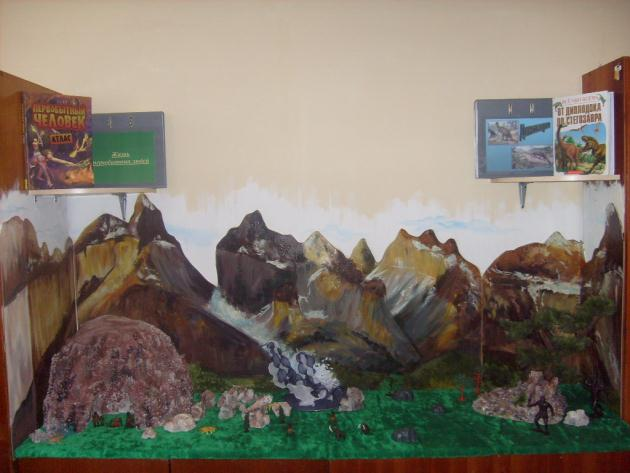 ПЕРВОБЫТНЫЙ
ЧЕЛОВЕК
АТЛАС
Жизнь
первобытных людей
ОТ ДИПЛОДОКА
ДО СТЕГОЗАВРА